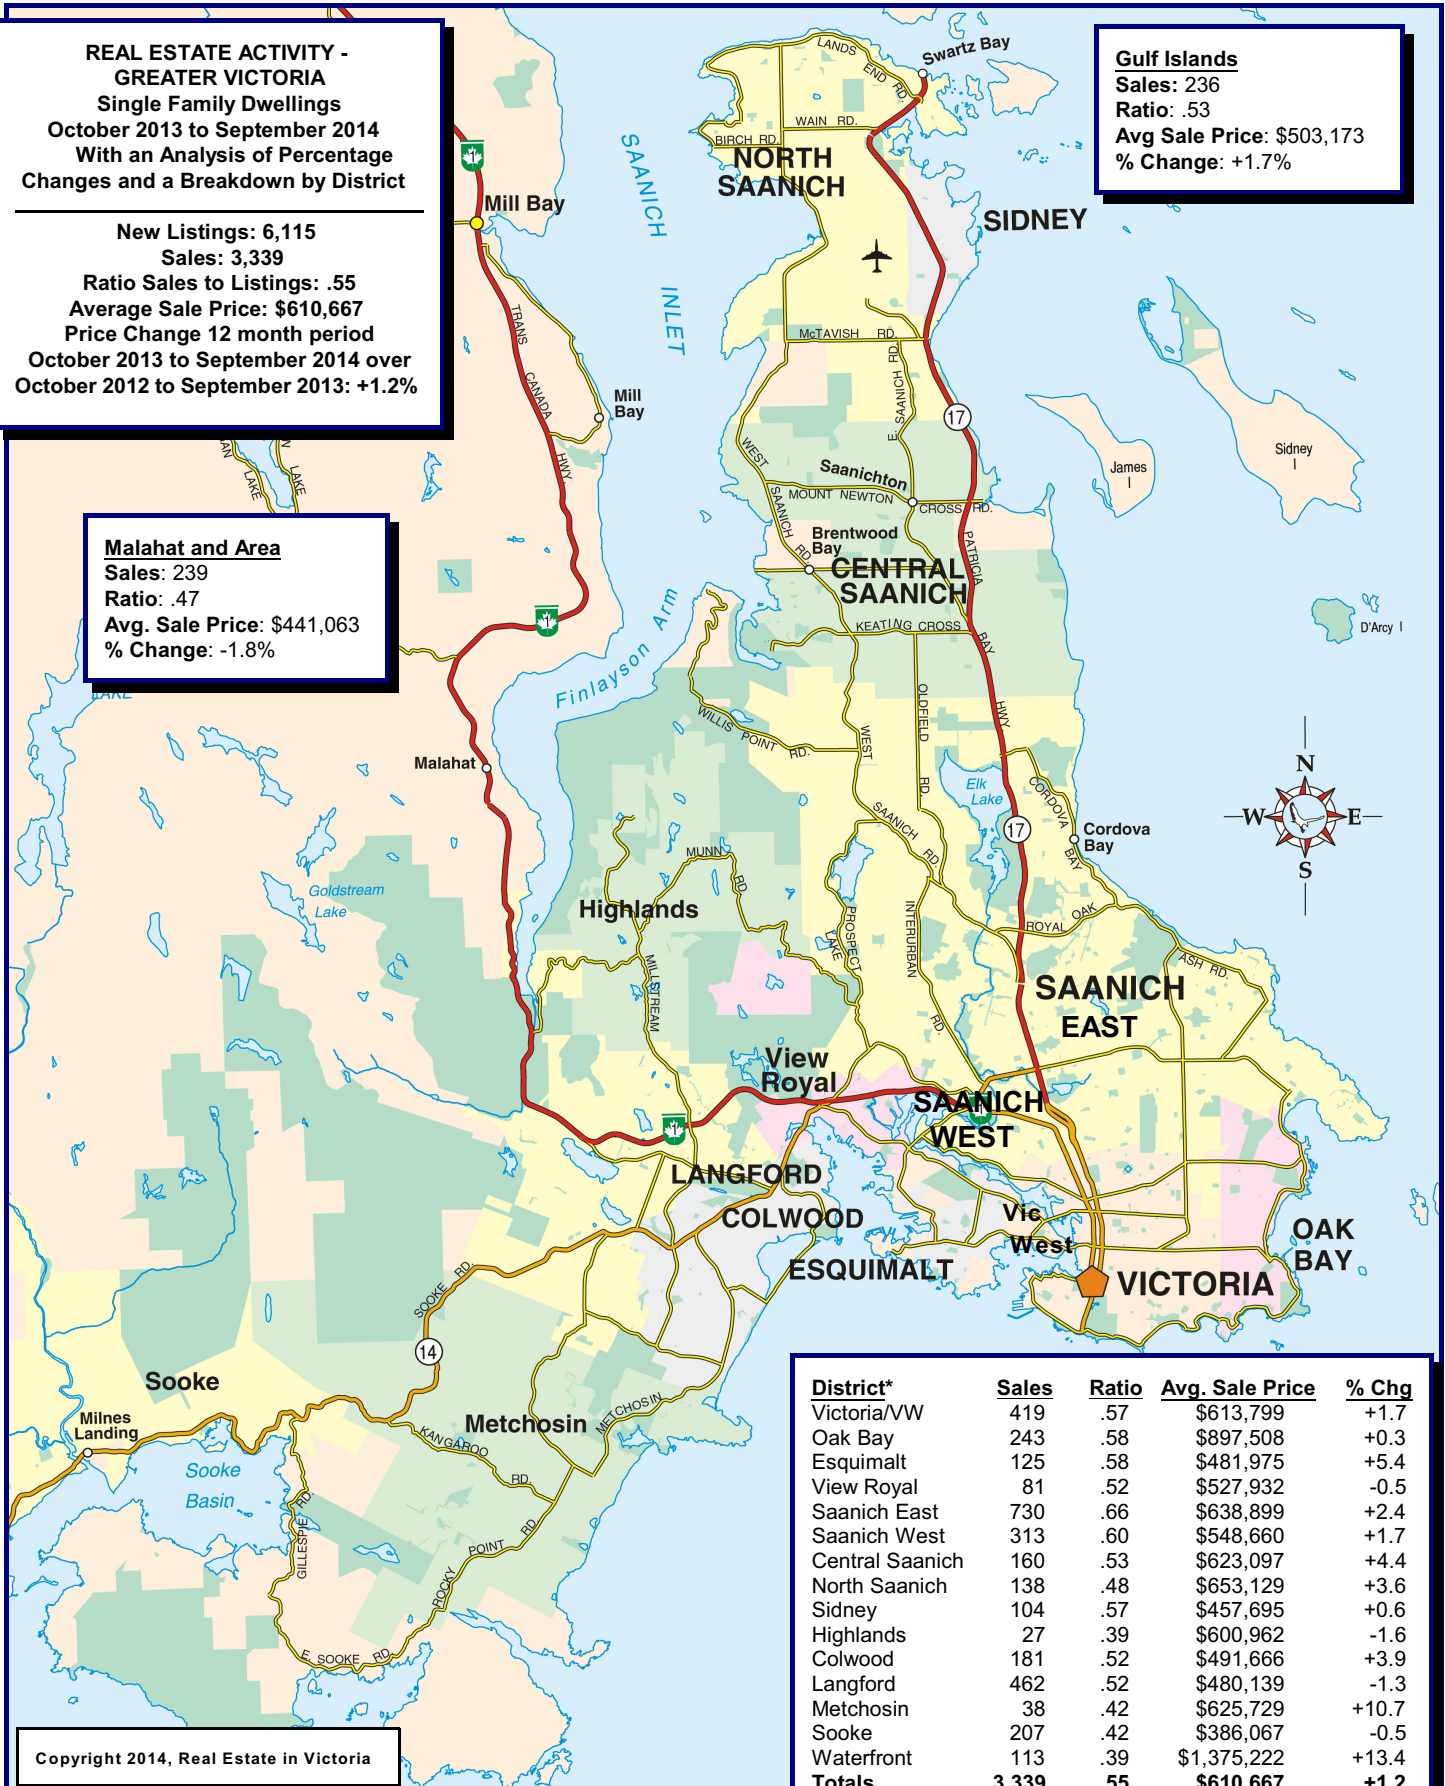 REAL ESTATE ACTIVITY -
GREATER VICTORIA
Single Family Dwellings
October 2013 to September 2014
With an Analysis of Percentage
Changes and a Breakdown by District
New Listings: 6,115
Sales: 3,339
Ratio Sales to Listings: .55
Average Sale Price: $610,667
Price Change 12 month period
October 2013 to September 2014 over
October 2012 to September 2013: +1.2%
Gulf Islands
Sales: 236
Ratio: .53
Avg Sale Price: $503,173
% Change: +1.7%
Malahat and Area
Sales: 239
Ratio: .47
Avg. Sale Price: $441,063
% Change: -1.8%
Swartz Bay
LANDS
END
RD.
WAIN RD.
BIRCH RD.
NORTH
SAANICH
SIDNEY
SAANICH
INLET
1
Mill Bay
TRANS
CANADA
HWY.
Mill
Bay
McTAVISH RD.
E. SAANICH RD.
17
WEST
SAANICH
RD.
Saanichton
MOUNT NEWTON
CROSS RD.
PATRICIA
BAY
HWY.
James
I
Sidney
I
D'Arcy I
Brentwood
Bay
CENTRAL
SAANICH
KEATING CROSS
LAKE
LAKE
LAKE
1
Finlayson Arm
OLDFIELD
RD.
WILLIS POINT RD.
WEST
SAANICH
RD.
Malahat
Elk
Lake
17
CORDOVA
BAY
Cordova
Bay
N
W
E
S
MUNN
RD.
Goldstream
Lake
Highlands
MILLSTREAM
PROSPECT
LAKE
INTERURBAN
RD.
ROYAL OAK
ASH RD.
SAANICH
EAST
View
Royal
SAANICH
WEST
1
LANGFORD
COLWOOD
ESQUIMALT
Vic
West
VICTORIA
OAK
BAY
SOOKE RD.
14
Sooke
Milnes
Landing
Sooke
Basin
Metchosin
METCHOSIN
KANGAROO
RD.
GILLESPIE RD.
ROCKY
POINT
RD.
E. SOOKE RD.
District* Sales Ratio Avg. Sale Price % Chg
Victoria/VW 419 .57 $613,799 +1.7
Oak Bay 243 .58 $897,508 +0.3
Esquimalt 125 .58 $481,975 +5.4
View Royal 81 .52 $527,932 -0.5
Saanich East 730 .66 $638,899 +2.4
Saanich West 313 .60 $548,660 +1.7
Central Saanich 160 .53 $623,097 +4.4
North Saanich 138 .48 $653,129 +3.6
Sidney 104 .57 $457,695 +0.6
Highlands 27 .39 $600,962 -1.6
Colwood 181 .52 $491,666 +3.9
Langford 462 .52 $480,139 -1.3
Metchosin 38 .42 $625,729 +10.7
Sooke 207 .42 $386,067 -0.5
Waterfront 113 .39 $1,375,222 +13.4
Totals 3,339 .55 $610,667 +1.2
Copyright 2014, Real Estate in Victoria